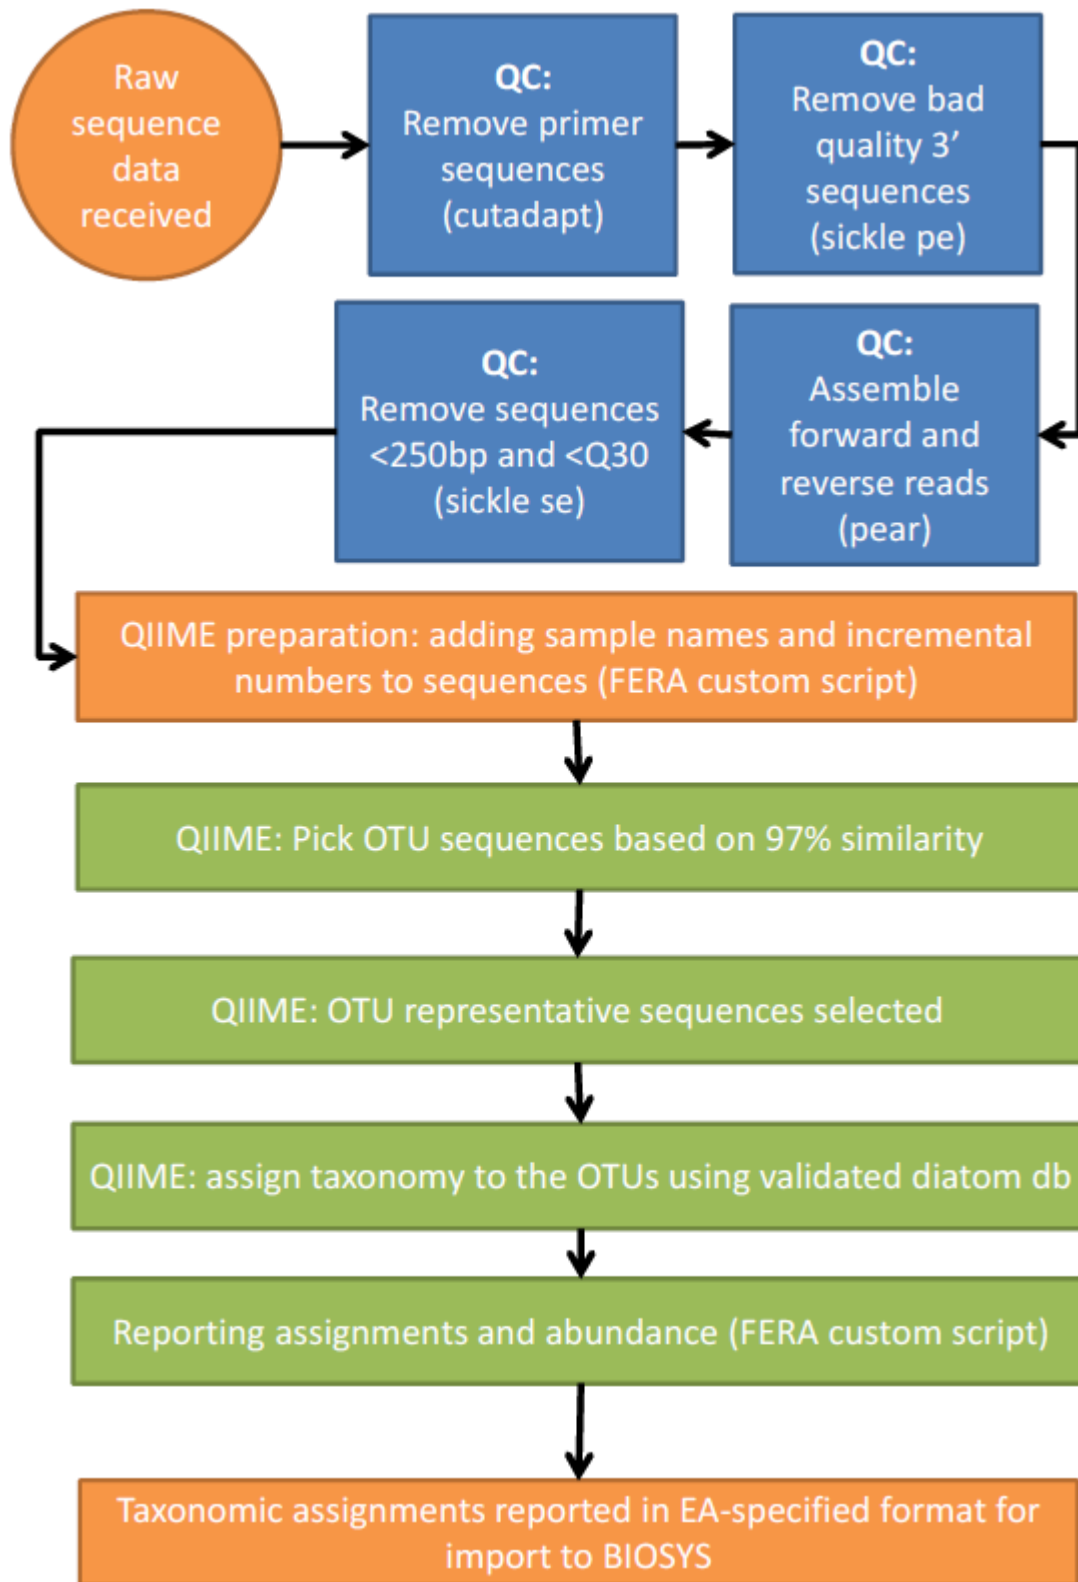 Raw
sequence
data
received
QC:
Remove primer
sequences
(cutadapt)
QC:
Remove bad
quality 3’
sequences
(sickle pe)
QC:
Assemble
forward and
reverse reads
(pear)
QC:
Remove sequences
<250bp and <Q30
(sickle se)
QIIME preparation: adding sample names and incremental
numbers to sequences (FERA custom script)
QIIME: Pick OTU sequences based on 97% similarity
QIIME: OTU representative sequences selected
QIIME: assign taxonomy to the OTUs using validated diatom db
Reporting assignments and abundance (FERA custom script)
Taxonomic assignments reported in EA-specified format for
import to BIOSYS